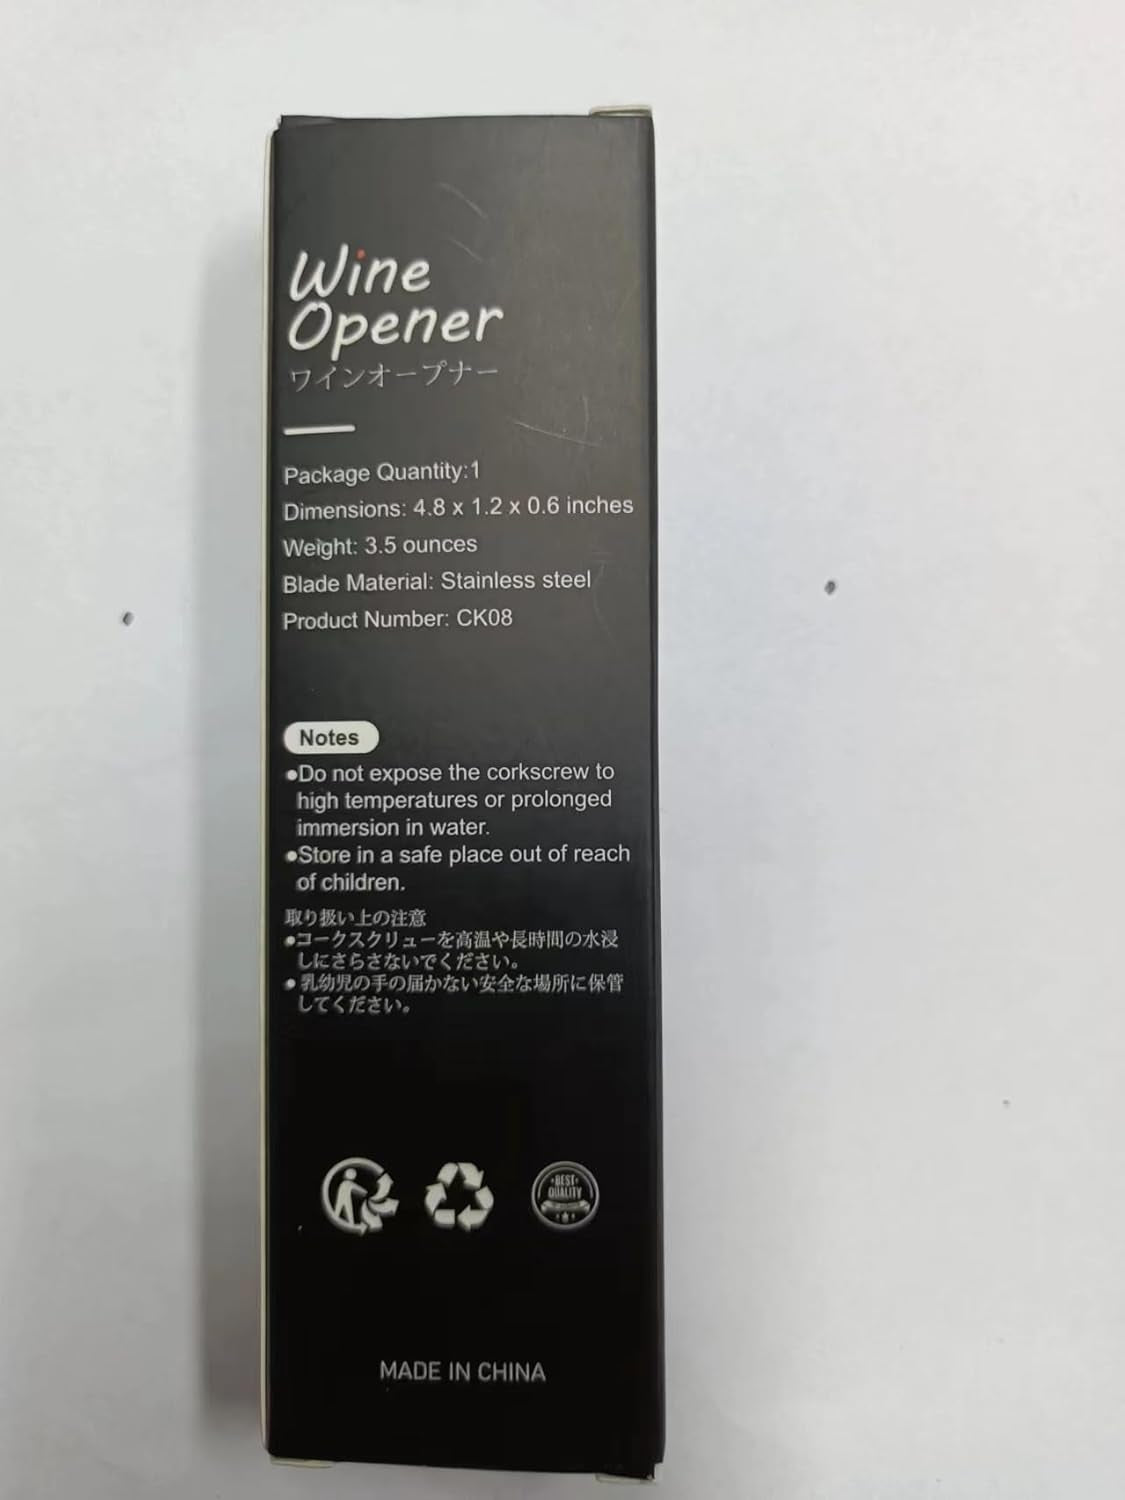 Wine
Opener
ワインオープナー
Package Quantity:1
Dimensions: 4.8 x 1.2 x 0.6 inches
Weight: 3.5 ounces
Blade Material: Stainless steel
Product Number: CK08
Notes
●Do not expose the corkscrew to
high temperatures or prolonged
immersion in water.
●Store in a safe place out of reach
of children.
取り扱い上の注意
●コークスクリューを高温や長時間の水浸
しにさらさないでください。
●乳幼児の手の届かない安全な場所に保管
してください。
•BEST•
QUALITY
MADE IN CHINA